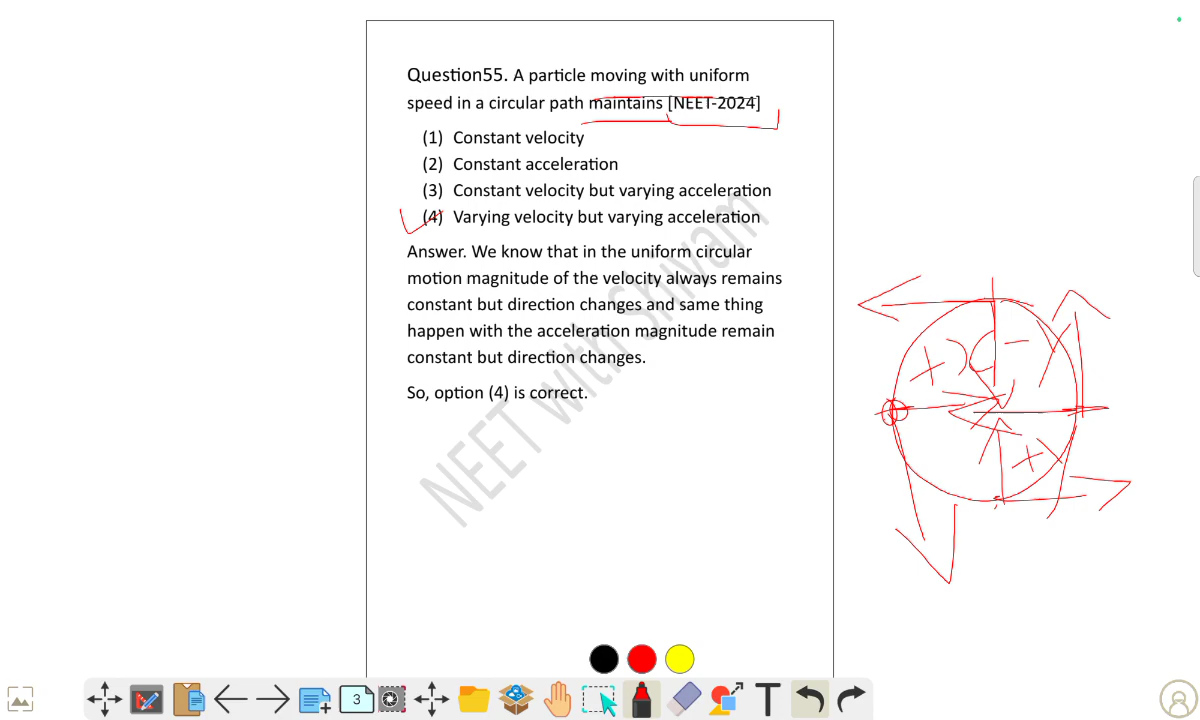 Question55. A particle moving with uniform
speed in a circular path maintains [NEET-2024]
(1) Constant velocity
(2) Constant acceleration
(3) Constant velocity but varying acceleration
(4) Varying velocity but varying acceleration
Answer. We know that in the uniform circular
motion magnitude of the velocity always remains
constant but direction changes and same thing
happen with the acceleration magnitude remain
constant but direction changes.
So, option (4) is correct.
NEET with Shivam
3
T